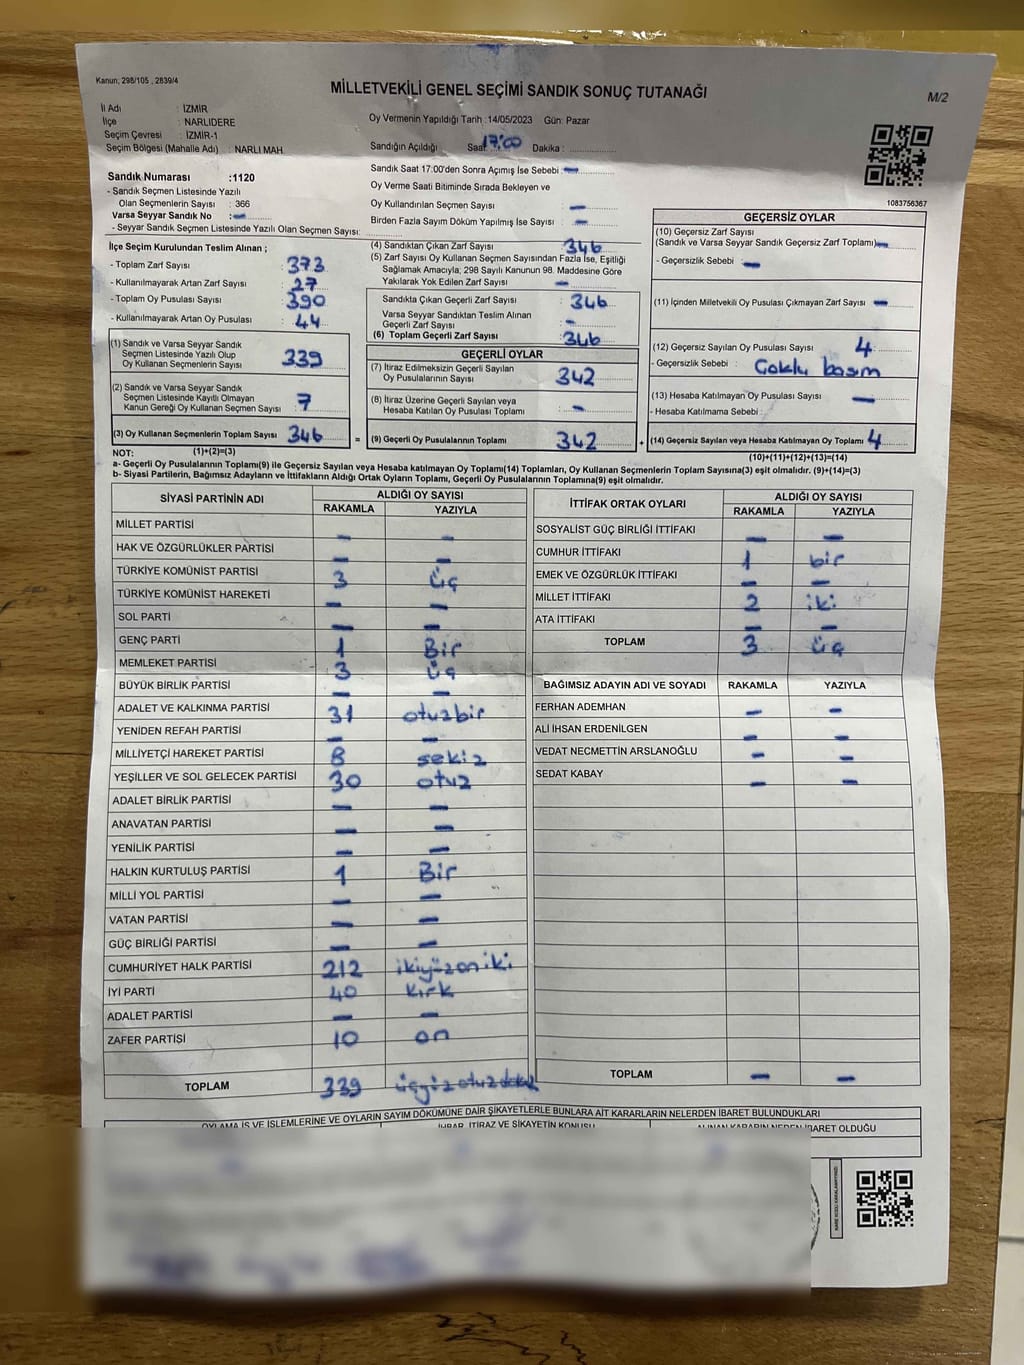 Kanun; 298/105 , 2839/4
MİLLETVEKİLİ GENEL SEÇİMİ SANDIK SONUÇ TUTANAĞI
M/2
İl Adı : İZMİR
İlçe : NARLIDERE
Seçim Çevresi : İZMİR-1
Seçim Bölgesi (Mahalle Adı) : NARLI MAH.
Oy Vermenin Yapıldığı Tarih :14/05/2023 Gün: Pazar
Sandığın Açıldığı Saat 17:00 Dakika :
Sandık Numarası :1120
- Sandık Seçmen Listesinde Yazılı
Olan Seçmenlerin Sayısı : 366
Varsa Seyyar Sandık No : –
- Seyyar Sandık Seçmen Listesinde Yazılı Olan Seçmen Sayısı:
Sandık Saat 17:00'den Sonra Açımış İse Sebebi : –
Oy Verme Saati Bitiminde Sırada Bekleyen ve
Oy Kullandırılan Seçmen Sayısı –
Birden Fazla Sayım Döküm Yapılmış İse Sayısı : –
1083756367
İlçe Seçim Kurulundan Teslim Alınan ;
- Toplam Zarf Sayısı : 373
- Kullanılmayarak Artan Zarf Sayısı : 27
- Toplam Oy Pusulası Sayısı : 390
- Kullanılmayarak Artan Oy Pusulası : 44
(4) Sandıktan Çıkan Zarf Sayısı 346
(5) Zarf Sayısı Oy Kullanan Seçmen Sayısından Fazla İse, Eşitliği
Sağlamak Amacıyla; 298 Sayılı Kanunun 98. Maddesine Göre
Yakılarak Yok Edilen Zarf Sayısı –
Sandıkta Çıkan Geçerli Zarf Sayısı : 346
Varsa Seyyar Sandıktan Teslim Alınan
Geçerli Zarf Sayısı : –
(6) Toplam Geçerli Zarf Sayısı : 346
GEÇERSİZ OYLAR
(10) Geçersiz Zarf Sayısı
(Sandık ve Varsa Seyyar Sandık Geçersiz Zarf Toplamı) –
- Geçersizlik Sebebi : –
(11) İçinden Milletvekili Oy Pusulası Çıkmayan Zarf Sayısı –
(12) Geçersiz Sayılan Oy Pusulası Sayısı 4
- Geçersizlik Sebebi : Çoklu basım
(13) Hesaba Katılmayan Oy Pusulası Sayısı –
- Hesaba Katılmama Sebebi :
(14) Geçersiz Sayılan veya Hesaba Katılmayan Oy Toplamı 4
(10)+(11)+(12)+(13)=(14)
(1) Sandık ve Varsa Seyyar Sandık
Seçmen Listesinde Yazılı Olup
Oy Kullanan Seçmenlerin Sayısı : 339
(2) Sandık ve Varsa Seyyar Sandık
Seçmen Listesinde Kayıtlı Olmayan
Kanun Gereği Oy Kullanan Seçmen Sayısı : 7
(3) Oy Kullanan Seçmenlerin Toplam Sayısı 346 =
(1)+(2)=(3)
GEÇERLİ OYLAR
(7) İtiraz Edilmeksizin Geçerli Sayılan
Oy Pusulalarının Sayısı : 342
(8) İtiraz Üzerine Geçerli Sayılan veya
Hesaba Katılan Oy Pusulası Toplamı : –
(9) Geçerli Oy Pusulalarının Toplamı 342 +
NOT:
a- Geçerli Oy Pusulalarının Toplamı(9) ile Geçersiz Sayılan veya Hesaba katılmayan Oy Toplamı(14) Toplamları, Oy Kullanan Seçmenlerin Toplam Sayısına(3) eşit olmalıdır. (9)+(14)=(3)
b- Siyasi Partilerin, Bağımsız Adayların ve İttifakların Aldığı Ortak Oyların Toplamı, Geçerli Oy Pusulalarının Toplamına(9) eşit olmalıdır.
SİYASİ PARTİNİN ADI ALDIĞI OY SAYISI
RAKAMLA YAZIYLA
MİLLET PARTİSİ – –
HAK VE ÖZGÜRLÜKLER PARTİSİ – –
TÜRKİYE KOMÜNİST PARTİSİ 3 üç
TÜRKİYE KOMÜNİST HAREKETİ – –
SOL PARTİ – –
GENÇ PARTİ 1 Bir
MEMLEKET PARTİSİ 3 üç
BÜYÜK BİRLİK PARTİSİ – –
ADALET VE KALKINMA PARTİSİ 31 otuzbir
YENİDEN REFAH PARTİSİ – –
MİLLİYETÇİ HAREKET PARTİSİ 8 sekiz
YEŞİLLER VE SOL GELECEK PARTİSİ 30 otuz
ADALET BİRLİK PARTİSİ – –
ANAVATAN PARTİSİ – –
YENİLİK PARTİSİ – –
HALKIN KURTULUŞ PARTİSİ 1 Bir
MİLLİ YOL PARTİSİ – –
VATAN PARTİSİ – –
GÜÇ BİRLİĞİ PARTİSİ – –
CUMHURİYET HALK PARTİSİ 212 ikiyüzoniki
İYİ PARTİ 40 kırk
ADALET PARTİSİ – –
ZAFER PARTİSİ 10 on
TOPLAM 339 üçyüzotuzdokuz
İTTİFAK ORTAK OYLARI ALDIĞI OY SAYISI
RAKAMLA YAZIYLA
SOSYALİST GÜÇ BİRLİĞİ İTTİFAKI – –
CUMHUR İTTİFAKI 1 bir
EMEK VE ÖZGÜRLÜK İTTİFAKI – –
MİLLET İTTİFAKI 2 iki
ATA İTTİFAKI – –
TOPLAM 3 üç
BAĞIMSIZ ADAYIN ADI VE SOYADI RAKAMLA YAZIYLA
FERHAN ADEMHAN – –
ALİ İHSAN ERDENİLGEN – –
VEDAT NECMETTİN ARSLANOĞLU – –
SEDAT KABAY – –
TOPLAM – –
OYLAMA İŞ VE İŞLEMLERİNE VE OYLARIN SAYIM DÖKÜMÜNE DAİR ŞİKAYETLERLE BUNLARA AİT KARARLARIN NELERDEN İBARET BULUNDUKLARI
İHBAR, İTİRAZ VE ŞİKAYETİN KONUSU
ALINAN KARARIN NEDEN İBARET OLDUĞU